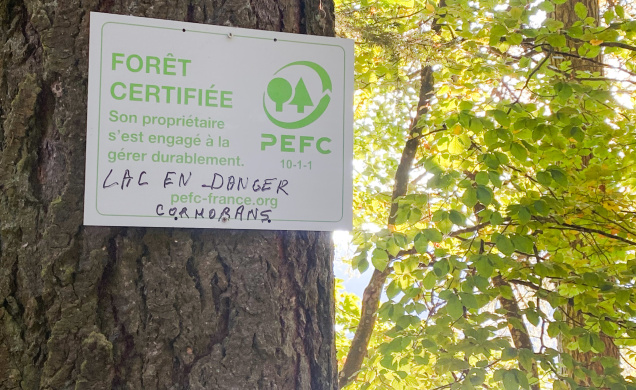 FORÊT
CERTIFIÉE
Son propriétaire
s'est engagé à la
gérer durablement.
PEFC
10-1-1
LAC EN DANGER
pefc-france.org
CORMORANS.